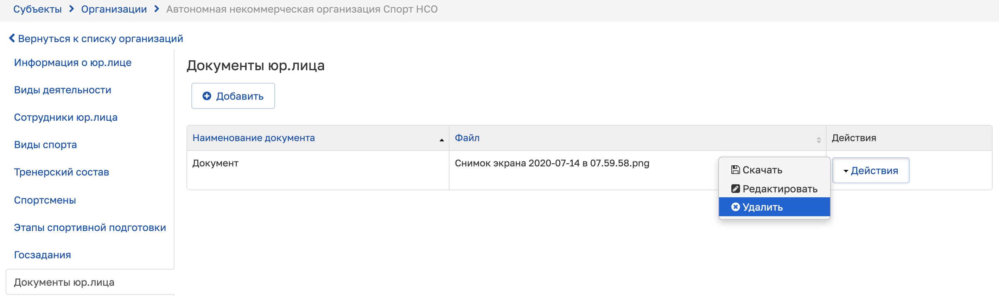 Субъекты > Организации > Автономная некоммерческая организация Спорт НСО
Вернуться к списку организаций
Информация о юр.лице
Виды деятельности
Сотрудники юр.лица
Виды спорта
Тренерский состав
Спортсмены
Этапы спортивной подготовки
Госзадания
Документы юр.лица
Документы юр.лица
Добавить
Наименование документа Файл Действия
Документ Снимок экрана 2020-07-14 в 07.59.58.png Действия
Скачать
Редактировать
Удалить